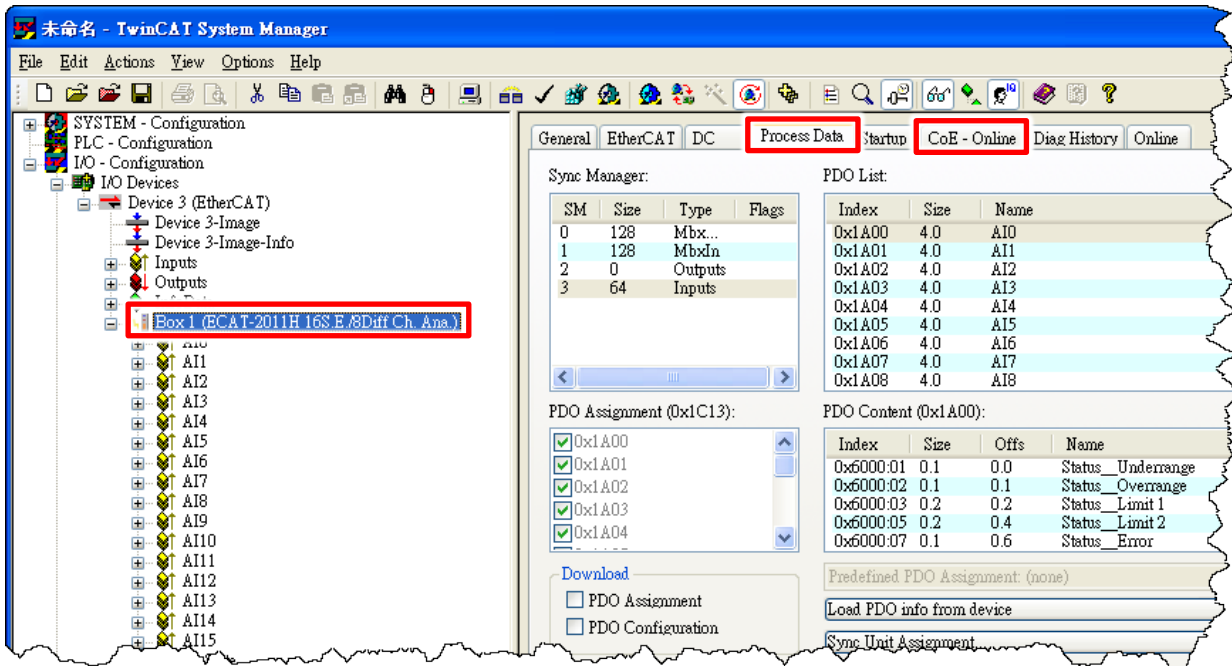 未命名 - TwinCAT System Manager
File Edit Actions View Options Help
SYSTEM - Configuration
PLC - Configuration
I/O - Configuration
I/O Devices
Device 3 (EtherCAT)
Device 3-Image
Device 3-Image-Info
Inputs
Outputs
Box 1 (ECAT-2011H 16S.E./8Diff Ch. Ana.)
AI1
AI2
AI3
AI4
AI5
AI6
AI7
AI8
AI9
AI10
AI11
AI12
AI13
AI14
AI15
General EtherCAT DC Process Data Startup CoE - Online Diag History Online
Sync Manager:
SM Size Type Flags
0 128 Mbx...
1 128 MbxIn
2 0 Outputs
3 64 Inputs
PDO List:
Index Size Name
0x1A00 4.0 AI0
0x1A01 4.0 AI1
0x1A02 4.0 AI2
0x1A03 4.0 AI3
0x1A04 4.0 AI4
0x1A05 4.0 AI5
0x1A06 4.0 AI6
0x1A07 4.0 AI7
0x1A08 4.0 AI8
PDO Assignment (0x1C13):
0x1A00
0x1A01
0x1A02
0x1A03
0x1A04
PDO Content (0x1A00):
Index Size Offs Name
0x6000:01 0.1 0.0 Status__Underrange
0x6000:02 0.1 0.1 Status__Overrange
0x6000:03 0.2 0.2 Status__Limit 1
0x6000:05 0.2 0.4 Status__Limit 2
0x6000:07 0.1 0.6 Status__Error
Download
PDO Assignment
PDO Configuration
Predefined PDO Assignment: (none)
Load PDO info from device
Sync Unit Assignment